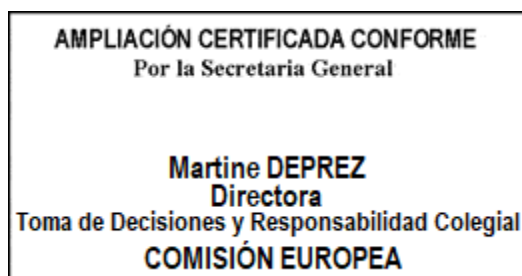 AMPLIACIÓN CERTIFICADA CONFORME
Por la Secretaria General
Martine DEPREZ
Directora
Toma de Decisiones y Responsabilidad Colegial
COMISIÓN EUROPEA